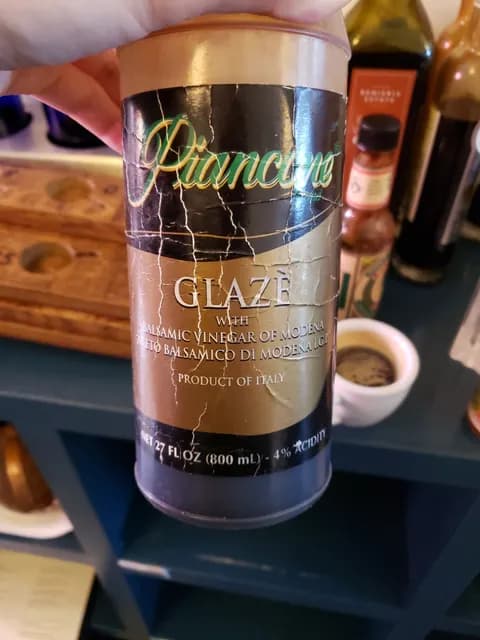 Piancone
GLAZÈ
WITH
BALSAMIC VINEGAR OF MODENA
ACETO BALSAMICO DI MODENA I.G.P.
PRODUCT OF ITALY
NET 27 FL OZ (800 mL) - 4% ACIDITY